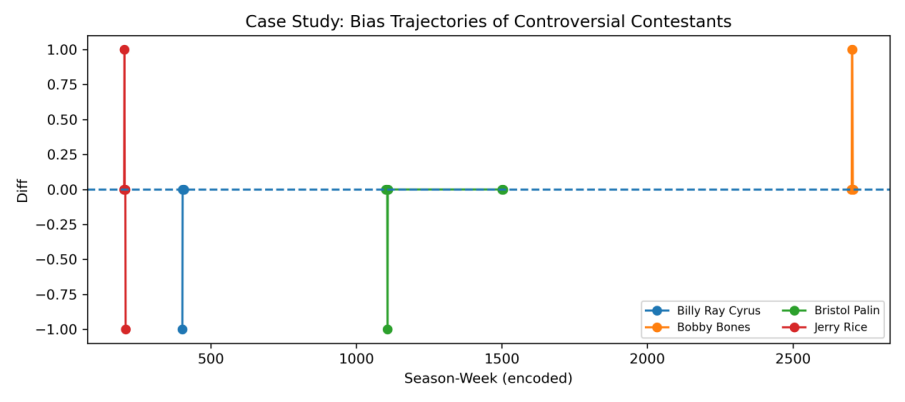 Case Study: Bias Trajectories of Controversial Contestants
Diff
1.00
0.75
0.50
0.25
0.00
−0.25
−0.50
−0.75
−1.00
500 1000 1500 2000 2500
Season-Week (encoded)
Billy Ray Cyrus Bristol Palin
Bobby Bones Jerry Rice